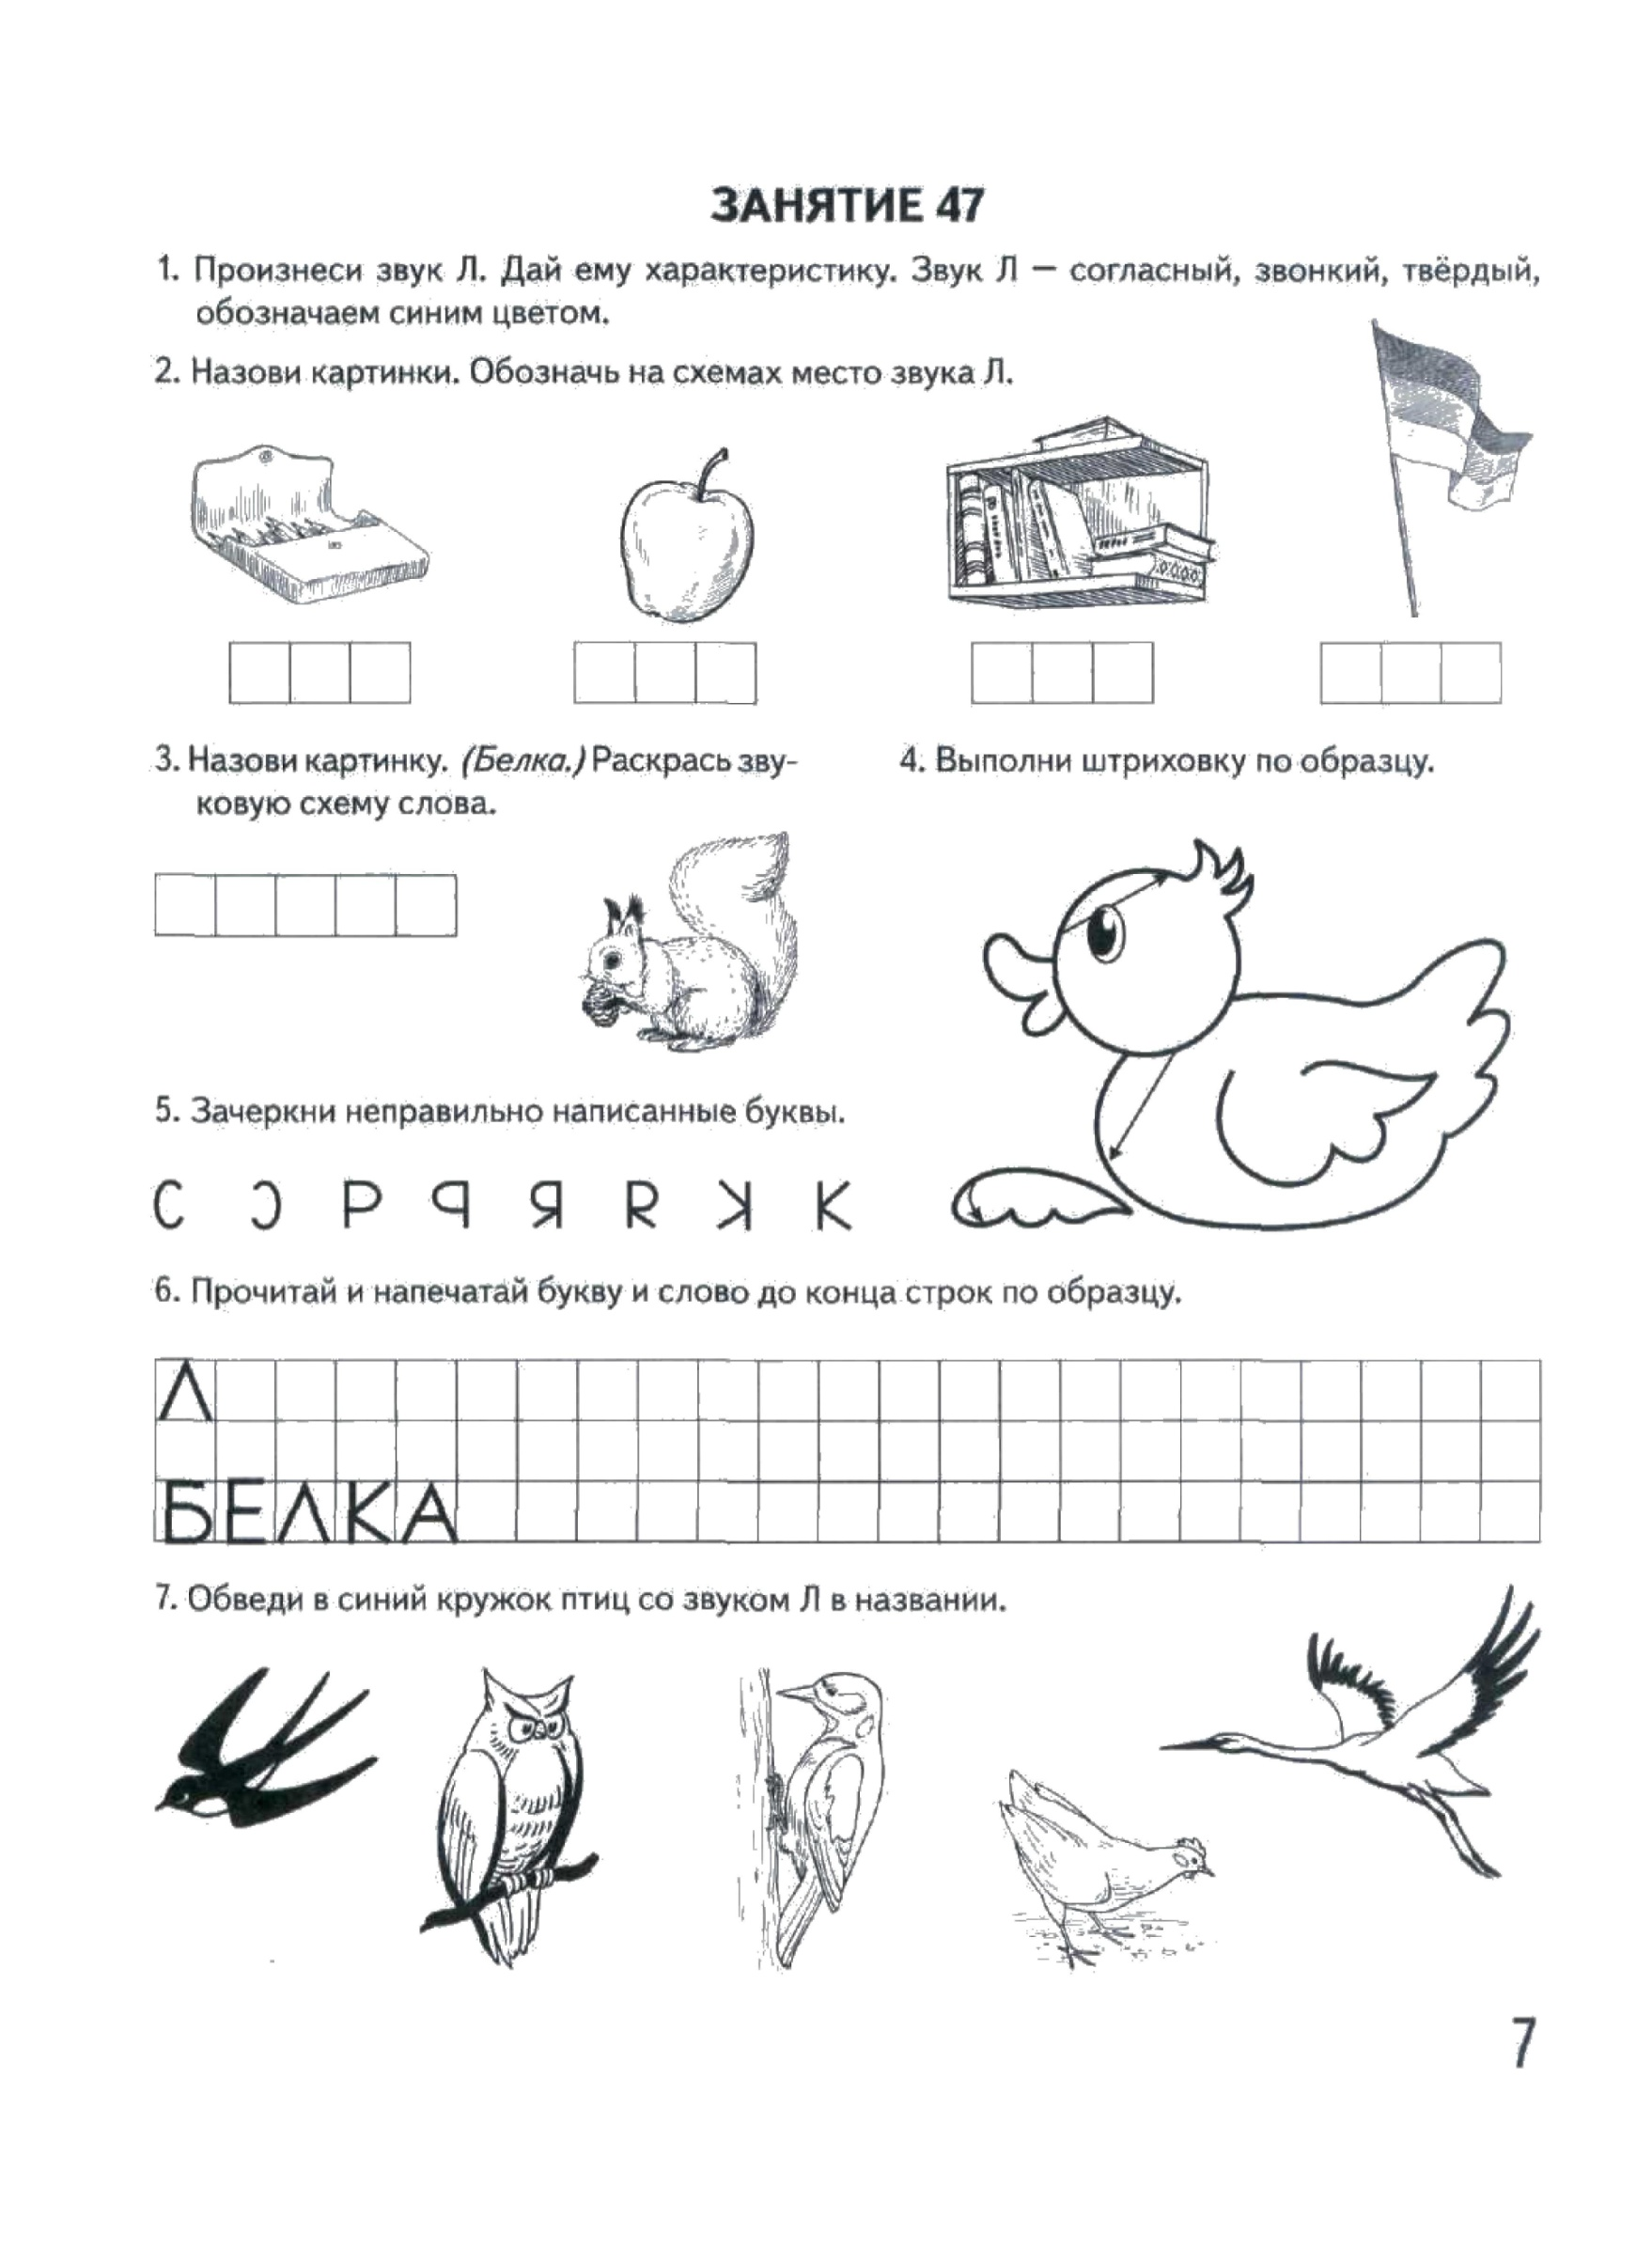 ЗАНЯТИЕ 47
1. Произнеси звук Л. Дай ему характеристику. Звук Л — согласный, звонкий, твёрдый,
обозначаем синим цветом.
2. Назови картинки. Обозначь на схемах место звука Л.
3. Назови картинку. (Белка.) Раскрась зву-
ковую схему слова.
4. Выполни штриховку по образцу.
5. Зачеркни неправильно написанные буквы.
С Ɔ Р ꟼ Я R ꓘ К
6. Прочитай и напечатай букву и слово до конца строк по образцу.
Л
БЕЛКА
7. Обведи в синий кружок птиц со звуком Л в названии.
7